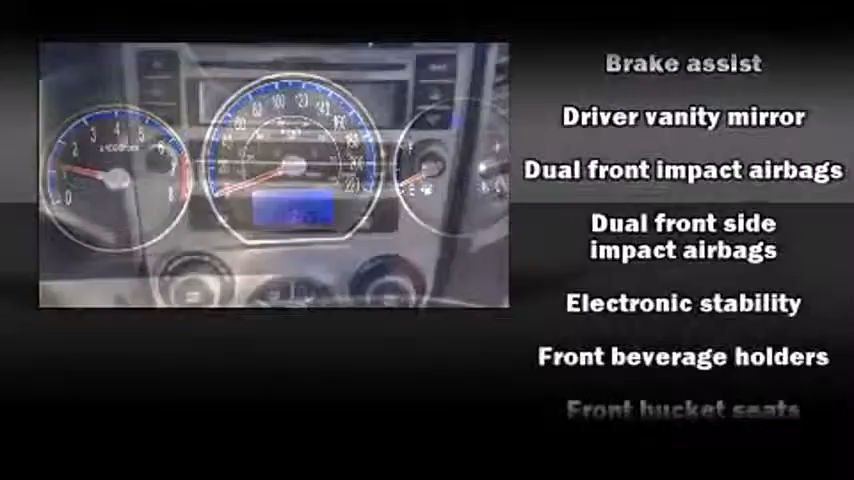 Brake assist
Driver vanity mirror
Dual front impact airbags
Dual front side
impact airbags
Electronic stability
Front beverage holders
Front bucket seats